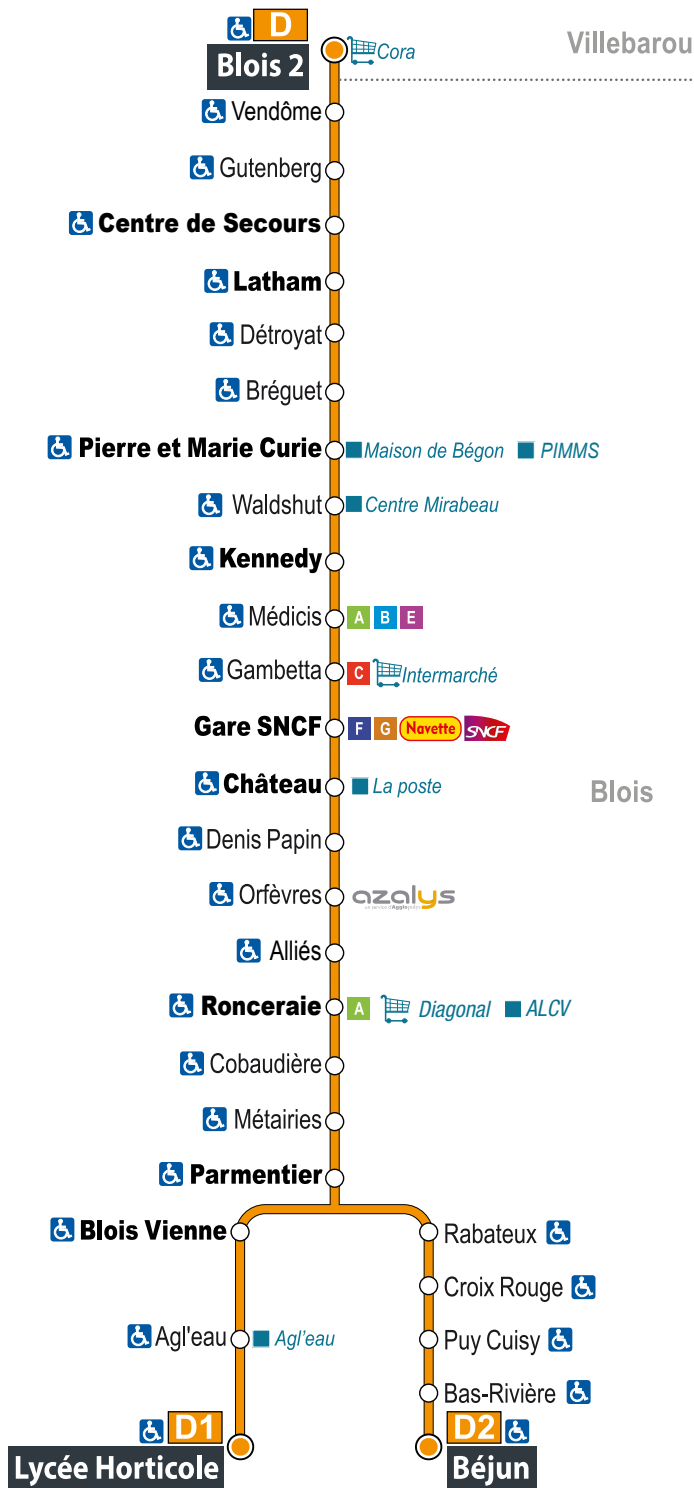 D
Blois 2
Cora
Villebarou
Vendôme
Gutenberg
Centre de Secours
Latham
Détroyat
Bréguet
Pierre et Marie Curie Maison de Bégon PIMMS
Waldshut Centre Mirabeau
Kennedy
Médicis A B E
Gambetta C Intermarché
Gare SNCF F G Navette SNCF
Château La poste
Blois
Denis Papin
Orfèvres azalys
Alliés
Ronceraie A Diagonal ALCV
Cobaudière
Métairies
Parmentier
Blois Vienne
Rabateux
Croix Rouge
Agl'eau Agl'eau
Puy Cuisy
Bas-Rivière
D1
Lycée Horticole
D2
Béjun